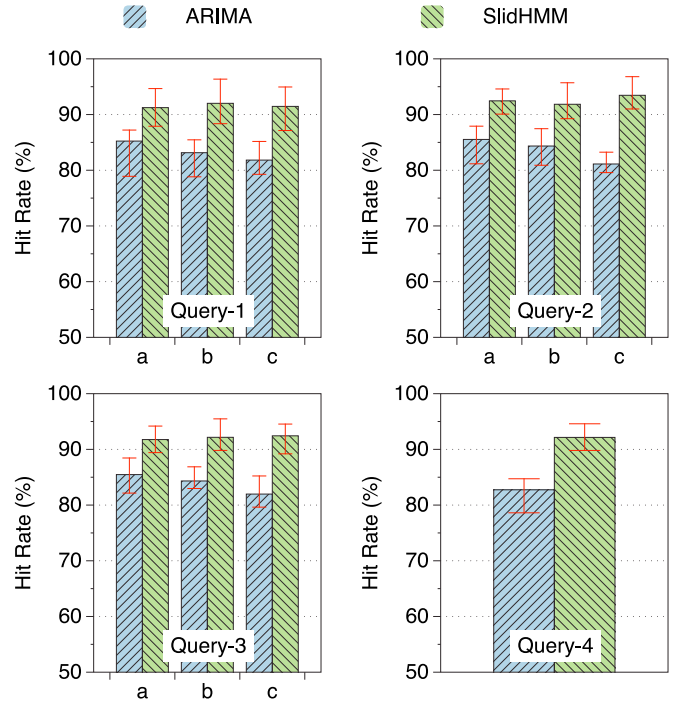 ARIMA SlidHMM
Hit Rate (%)
100
90
80
70
60
50
Query-1
a b c
Hit Rate (%)
100
90
80
70
60
50
Query-2
a b c
Hit Rate (%)
100
90
80
70
60
50
Query-3
a b c
Hit Rate (%)
100
90
80
70
60
50
Query-4